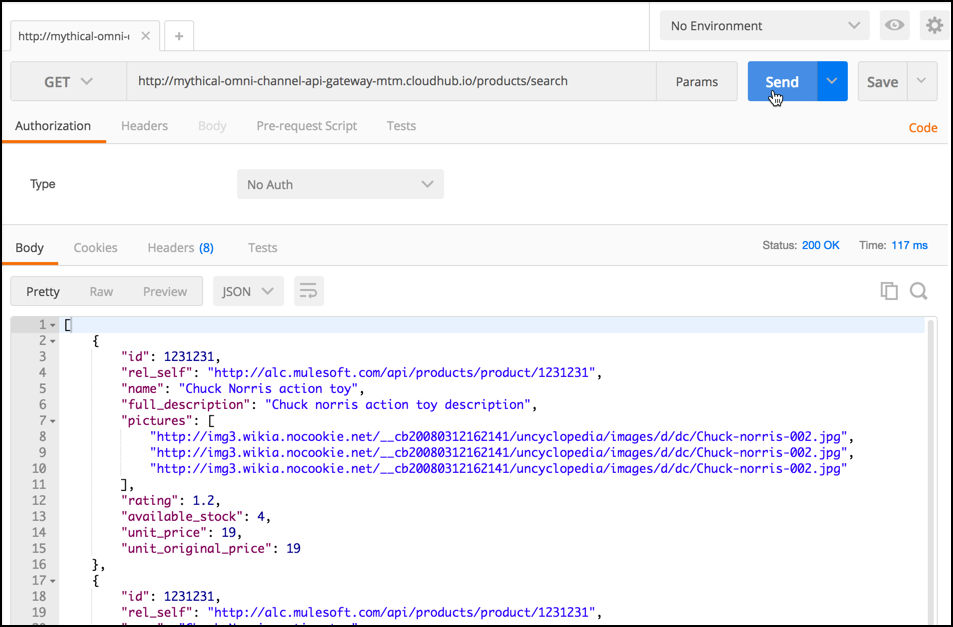 http://mythical-omni-c
No Environment
GET
http://mythical-omni-channel-api-gateway-mtm.cloudhub.io/products/search
Params
Send
Save
Authorization Headers Body Pre-request Script Tests
Code
Type
No Auth
Body Cookies Headers (8) Tests
Status: 200 OK Time: 117 ms
Pretty Raw Preview JSON
1 [
2 {
3 "id": 1231231,
4 "rel_self": "http://alc.mulesoft.com/api/products/product/1231231",
5 "name": "Chuck Norris action toy",
6 "full_description": "Chuck norris action toy description",
7 "pictures": [
8 "http://img3.wikia.nocookie.net/__cb20080312162141/uncyclopedia/images/d/dc/Chuck-norris-002.jpg",
9 "http://img3.wikia.nocookie.net/__cb20080312162141/uncyclopedia/images/d/dc/Chuck-norris-002.jpg",
10 "http://img3.wikia.nocookie.net/__cb20080312162141/uncyclopedia/images/d/dc/Chuck-norris-002.jpg"
11 ],
12 "rating": 1.2,
13 "available_stock": 4,
14 "unit_price": 19,
15 "unit_original_price": 19
16 },
17 {
18 "id": 1231231,
19 "rel_self": "http://alc.mulesoft.com/api/products/product/1231231",